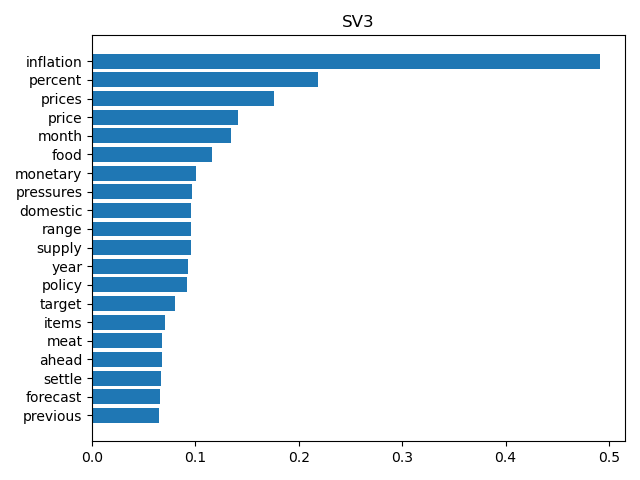 SV3
inflation
percent
prices
price
month
food
monetary
pressures
domestic
range
supply
year
policy
target
items
meat
ahead
settle
forecast
previous
0.0 0.1 0.2 0.3 0.4 0.5